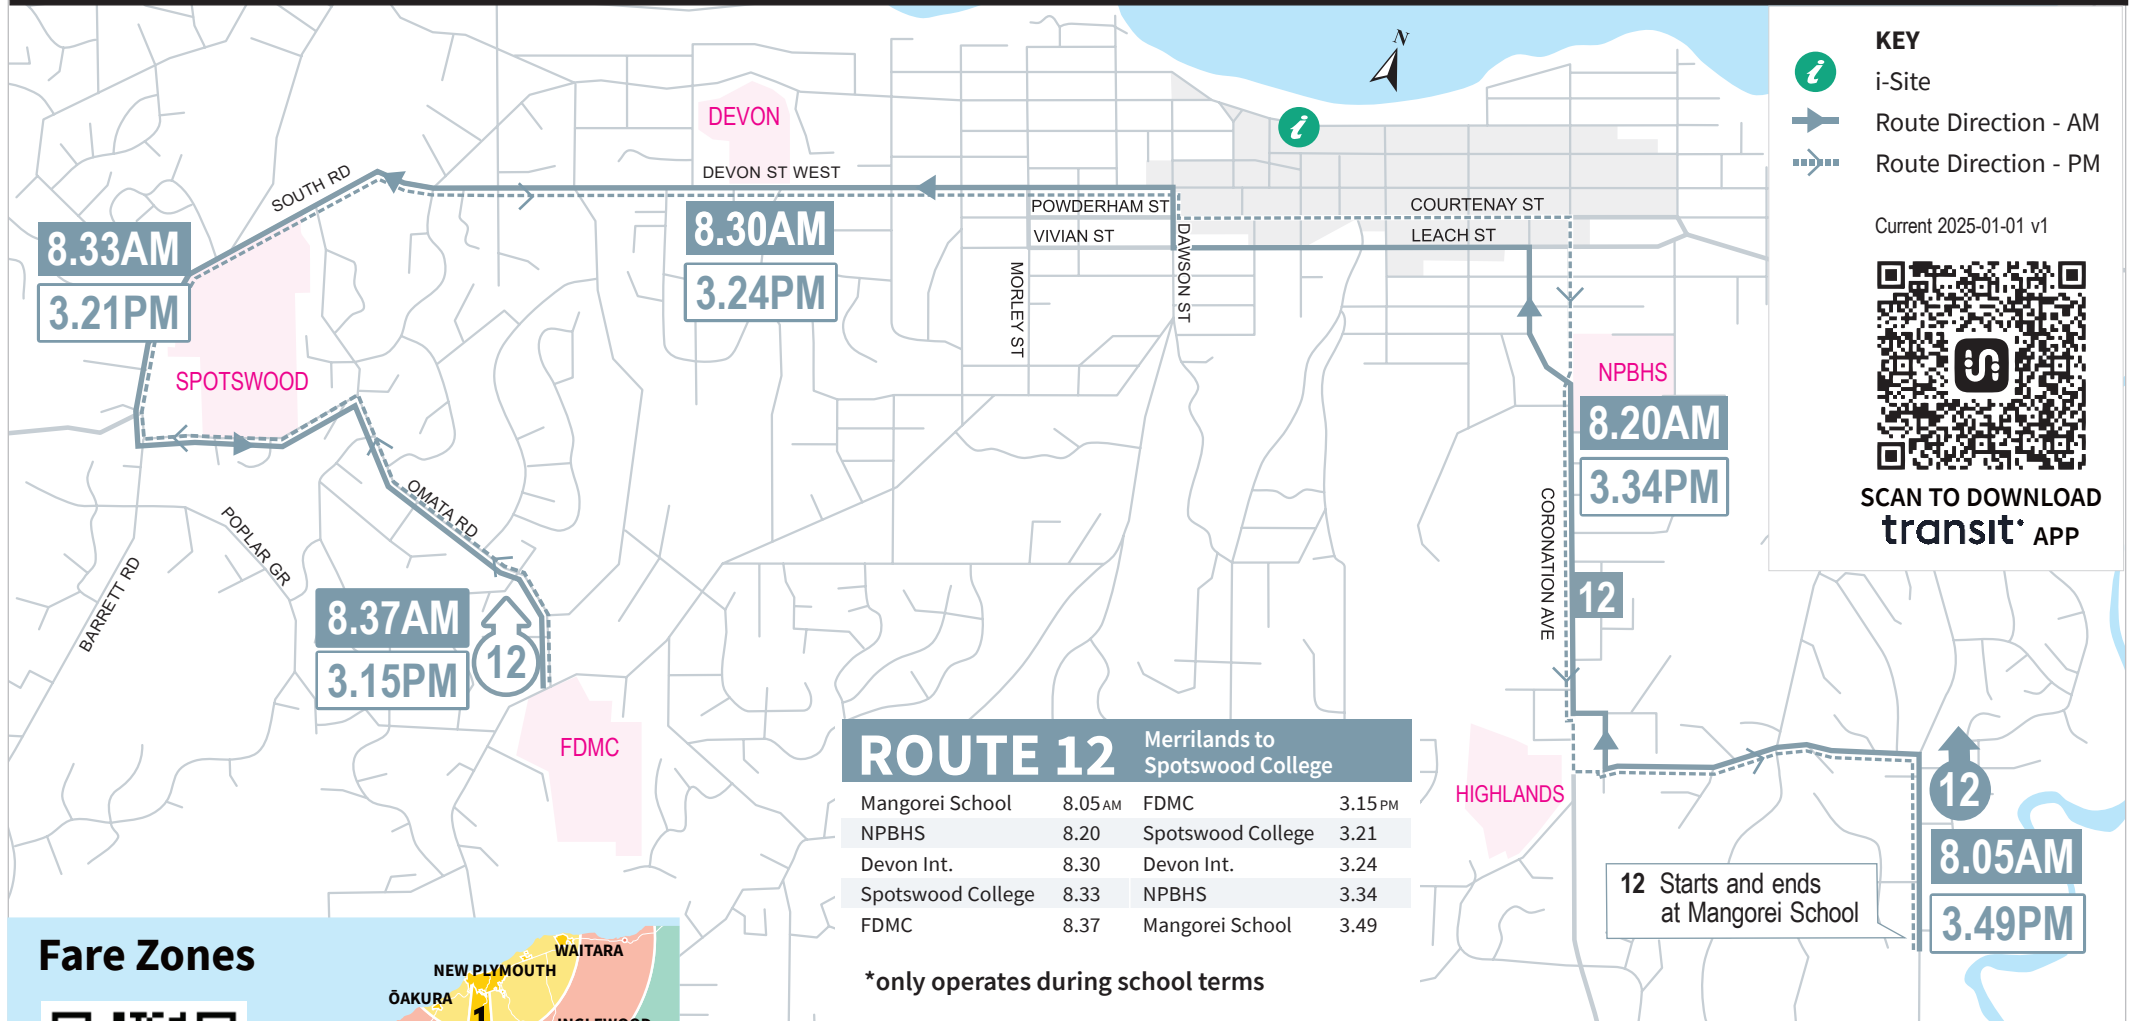 N
KEY
i-Site
Route Direction - AM
Route Direction - PM
Current 2025-01-01 v1
SCAN TO DOWNLOAD
transit APP
i
i
DEVON
DEVON ST WEST
SOUTH RD
POWDERHAM ST
VIVIAN ST
COURTENAY ST
LEACH ST
DAWSON ST
MORLEY ST
8.33AM
3.21PM
8.30AM
3.24PM
SPOTSWOOD
NPBHS
8.20AM
3.34PM
CORONATION AVE
12
OMATA RD
POPLAR GR
BARRETT RD
8.37AM
3.15PM
12
FDMC
HIGHLANDS
12
8.05AM
3.49PM
12 Starts and ends
at Mangorei School
ROUTE 12 Merrilands to
Spotswood College
Mangorei School 8.05 AM FDMC 3.15 PM
NPBHS 8.20 Spotswood College 3.21
Devon Int. 8.30 Devon Int. 3.24
Spotswood College 8.33 NPBHS 3.34
FDMC 8.37 Mangorei School 3.49
*only operates during school terms
Fare Zones
WAITARA
NEW PLYMOUTH
ŌAKURA
1
INGLEWOOD